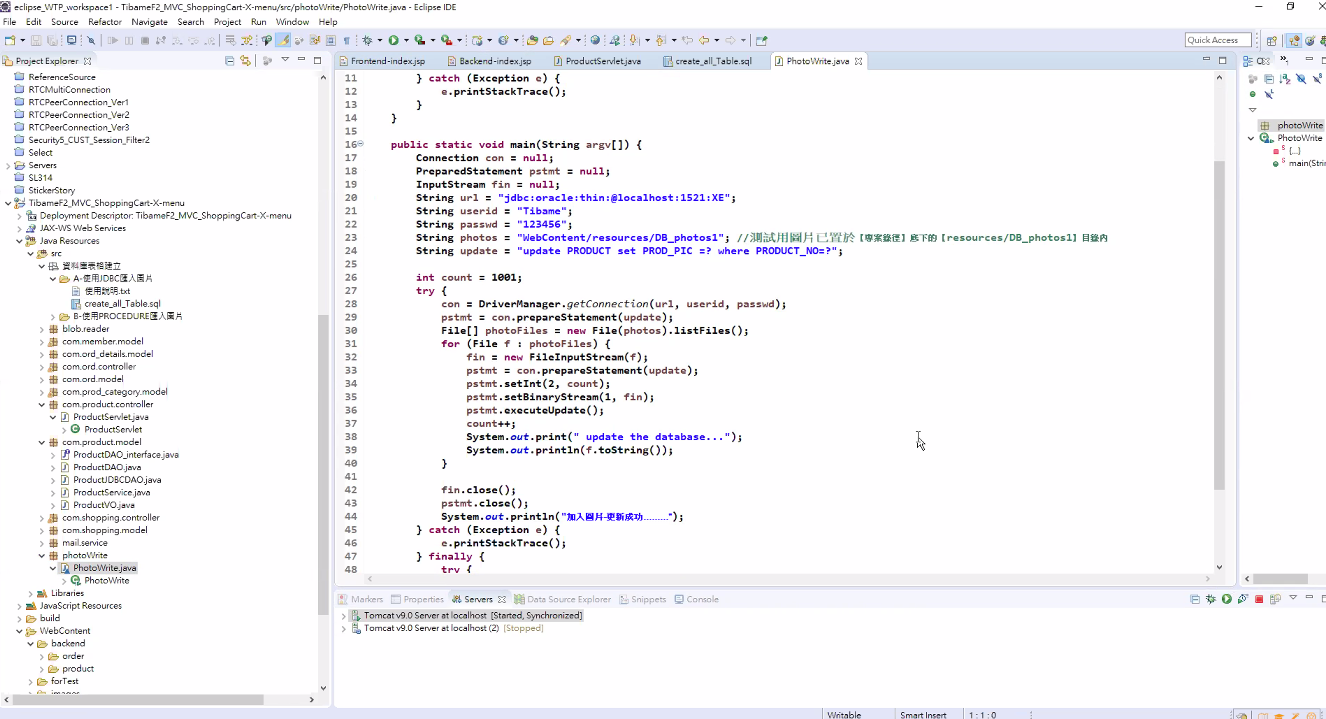 eclipse_WTP_workspace1 - TibameF2_MVC_ShoppingCart-X-menu/src/photoWrite/PhotoWrite.java - Eclipse IDE
File Edit Source Refactor Navigate Search Project Run Window Help
Quick Access
Project Explorer
ReferenceSource
RTCMultiConnection
RTCPeerConnection_Ver1
RTCPeerConnection_Ver2
RTCPeerConnection_Ver3
Security5_CUST_Session_Filter2
Select
Servers
SL314
StickerStory
TibameF2_MVC_ShoppingCart-X-menu
Deployment Descriptor: TibameF2_MVC_ShoppingCart-X-menu
JAX-WS Web Services
Java Resources
src
資料庫表格建立
A-使用JDBC匯入圖片
使用說明.txt
create_all_Table.sql
B-使用PROCEDURE匯入圖片
blob.reader
com.member.model
com.ord_details.model
com.ord.controller
com.ord.model
com.prod_category.model
com.product.controller
ProductServlet.java
ProductServlet
com.product.model
ProductDAO_interface.java
ProductDAO.java
ProductJDBCDAO.java
ProductService.java
ProductVO.java
com.shopping.controller
com.shopping.model
mail.service
photoWrite
PhotoWrite.java
PhotoWrite
Libraries
JavaScript Resources
build
WebContent
backend
order
product
forTest
images
Frontend-index.jsp Backend-index.jsp ProductServlet.java create_all_Table.sql PhotoWrite.java
11 } catch (Exception e) {
12 e.printStackTrace();
13 }
14 }
15
16 public static void main(String argv[]) {
17 Connection con = null;
18 PreparedStatement pstmt = null;
19 InputStream fin = null;
20 String url = "jdbc:oracle:thin:@localhost:1521:XE";
21 String userid = "Tibame";
22 String passwd = "123456";
23 String photos = "WebContent/resources/DB_photos1"; //測試用圖片已置於【專案錄徑】底下的【resources/DB_photos1】目錄內
24 String update = "update PRODUCT set PROD_PIC =? where PRODUCT_NO=?";
25
26 int count = 1001;
27 try {
28 con = DriverManager.getConnection(url, userid, passwd);
29 pstmt = con.prepareStatement(update);
30 File[] photoFiles = new File(photos).listFiles();
31 for (File f : photoFiles) {
32 fin = new FileInputStream(f);
33 pstmt = con.prepareStatement(update);
34 pstmt.setInt(2, count);
35 pstmt.setBinaryStream(1, fin);
36 pstmt.executeUpdate();
37 count++;
38 System.out.print(" update the database...");
39 System.out.println(f.toString());
40 }
41
42 fin.close();
43 pstmt.close();
44 System.out.println("加入圖片-更新成功.........");
45 } catch (Exception e) {
46 e.printStackTrace();
47 } finally {
48 try {
photoWrite
PhotoWrite
{...}
main(Stri
Markers Properties Servers Data Source Explorer Snippets Console
Tomcat v9.0 Server at localhost [Started, Synchronized]
Tomcat v9.0 Server at localhost (2) [Stopped]
Writable Smart Insert 1 : 1 : 0